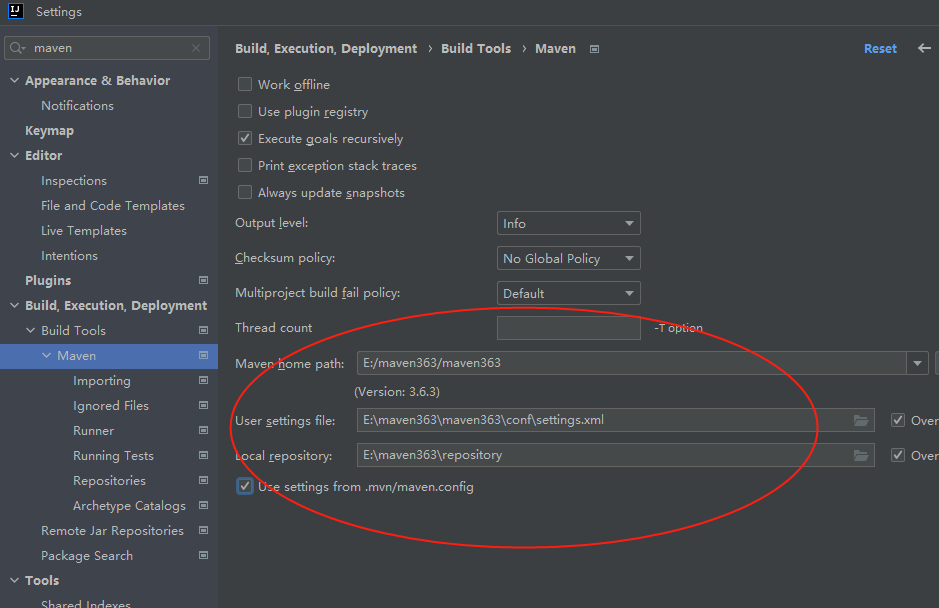 IJ Settings
maven
Appearance & Behavior
Notifications
Keymap
Editor
Inspections
File and Code Templates
Live Templates
Intentions
Plugins
Build, Execution, Deployment
Build Tools
Maven
Importing
Ignored Files
Runner
Running Tests
Repositories
Archetype Catalogs
Remote Jar Repositories
Package Search
Tools
Shared Indexes
Build, Execution, Deployment › Build Tools › Maven Reset
Work offline
Use plugin registry
Execute goals recursively
Print exception stack traces
Always update snapshots
Output level: Info
Checksum policy: No Global Policy
Multiproject build fail policy: Default
Thread count -T option
Maven home path: E:/maven363/maven363
(Version: 3.6.3)
User settings file: E:\maven363\maven363\conf\settings.xml Over
Local repository: E:\maven363\repository Over
Use settings from .mvn/maven.config